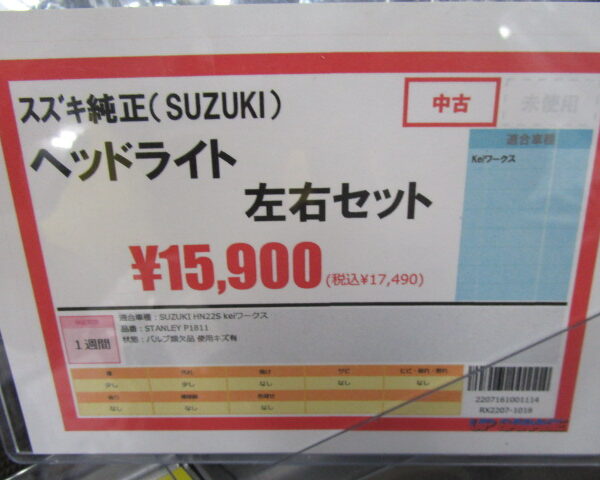 スズキ純正(SUZUKI)
中古
未使用
ヘッドライト
左右セット
適合車種
Keiワークス
¥15,900
(税込¥17,490)
1週間
適合車種：SUZUKI HN22S keiワークス
品番：STANLEY P1811
状態：バルブ類欠品 使用キズ有
少し 少し なし なし なし
なし なし なし
2207161001114
RX2207-1019